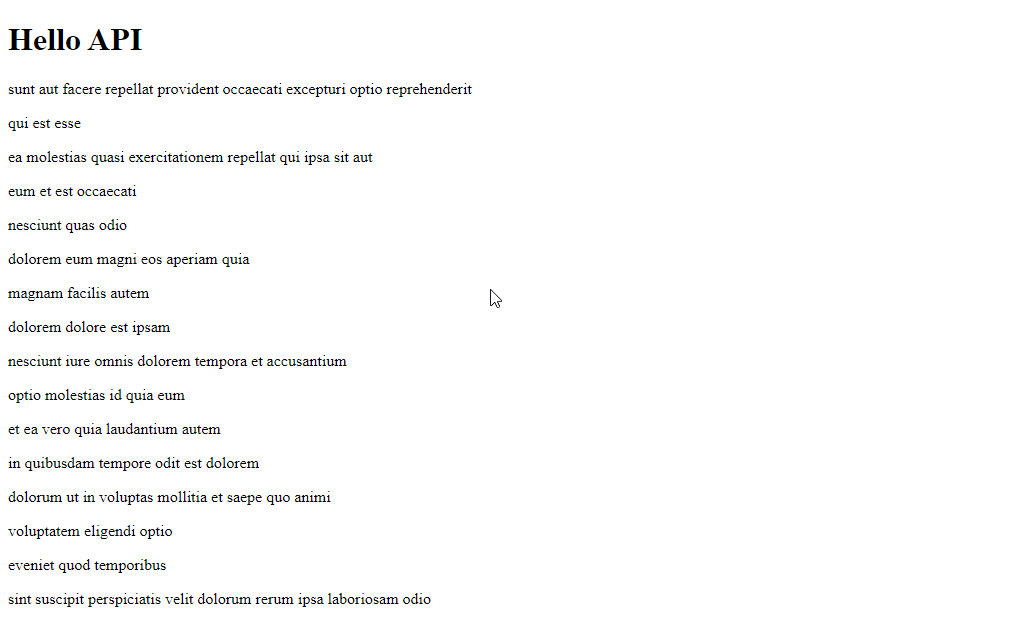 Hello API
sunt aut facere repellat provident occaecati excepturi optio reprehenderit
qui est esse
ea molestias quasi exercitationem repellat qui ipsa sit aut
eum et est occaecati
nesciunt quas odio
dolorem eum magni eos aperiam quia
magnam facilis autem
dolorem dolore est ipsam
nesciunt iure omnis dolorem tempora et accusantium
optio molestias id quia eum
et ea vero quia laudantium autem
in quibusdam tempore odit est dolorem
dolorum ut in voluptas mollitia et saepe quo animi
voluptatem eligendi optio
eveniet quod temporibus
sint suscipit perspiciatis velit dolorum rerum ipsa laboriosam odio